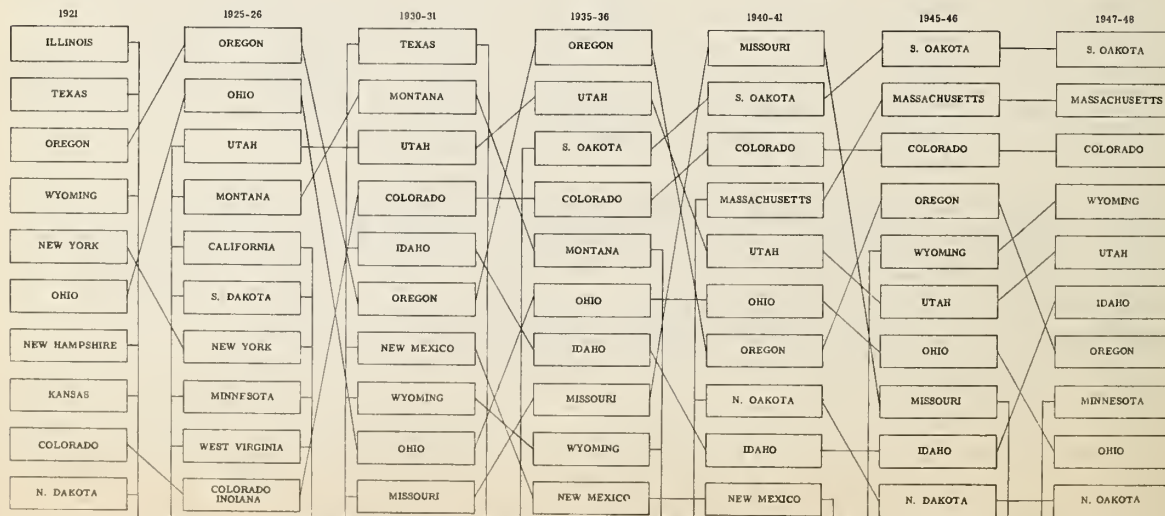 1921
ILLINOIS
TEXAS
OREGON
WYOMING
NEW YORK
OHIO
NEW HAMPSHIRE
KANSAS
COLORADO
N. DAKOTA
1925-26
OREGON
OHIO
UTAH
MONTANA
CALIFORNIA
S. DAKOTA
NEW YORK
MINNESOTA
WEST VIRGINIA
COLORADO
INDIANA
1930-31
TEXAS
MONTANA
UTAH
COLORADO
IDAHO
OREGON
NEW MEXICO
WYOMING
OHIO
MISSOURI
1935-36
OREGON
UTAH
S. OAKOTA
COLORADO
MONTANA
OHIO
IDAHO
MISSOURI
WYOMING
NEW MEXICO
1940-41
MISSOURI
S. OAKOTA
COLORADO
MASSACHUSETTS
UTAH
OHIO
OREGON
N. OAKOTA
IDAHO
NEW MEXICO
1945-46
S. OAKOTA
MASSACHUSETTS
COLORADO
OREGON
WYOMING
UTAH
OHIO
MISSOURI
IDAHO
N. DAKOTA
1947-48
S. OAKOTA
MASSACHUSETTS
COLORADO
WYOMING
UTAH
IDAHO
OREGON
MINNESOTA
OHIO
N. OAKOTA